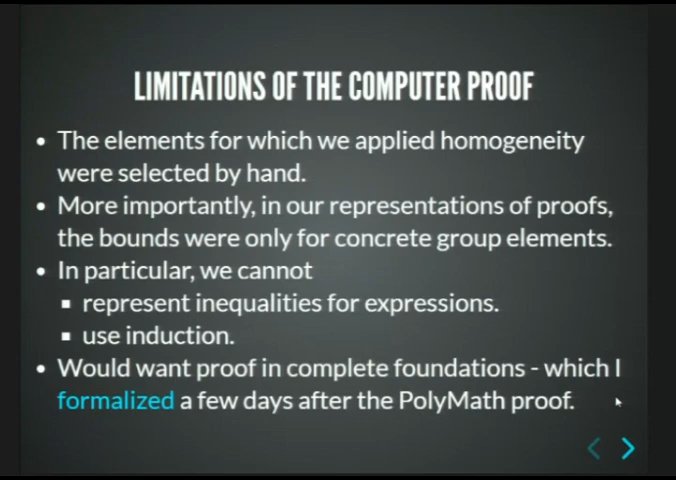 LIMITATIONS OF THE COMPUTER PROOF
• The elements for which we applied homogeneity
were selected by hand.
• More importantly, in our representations of proofs,
the bounds were only for concrete group elements.
• In particular, we cannot
▪ represent inequalities for expressions.
▪ use induction.
• Would want proof in complete foundations - which I
formalized a few days after the PolyMath proof.